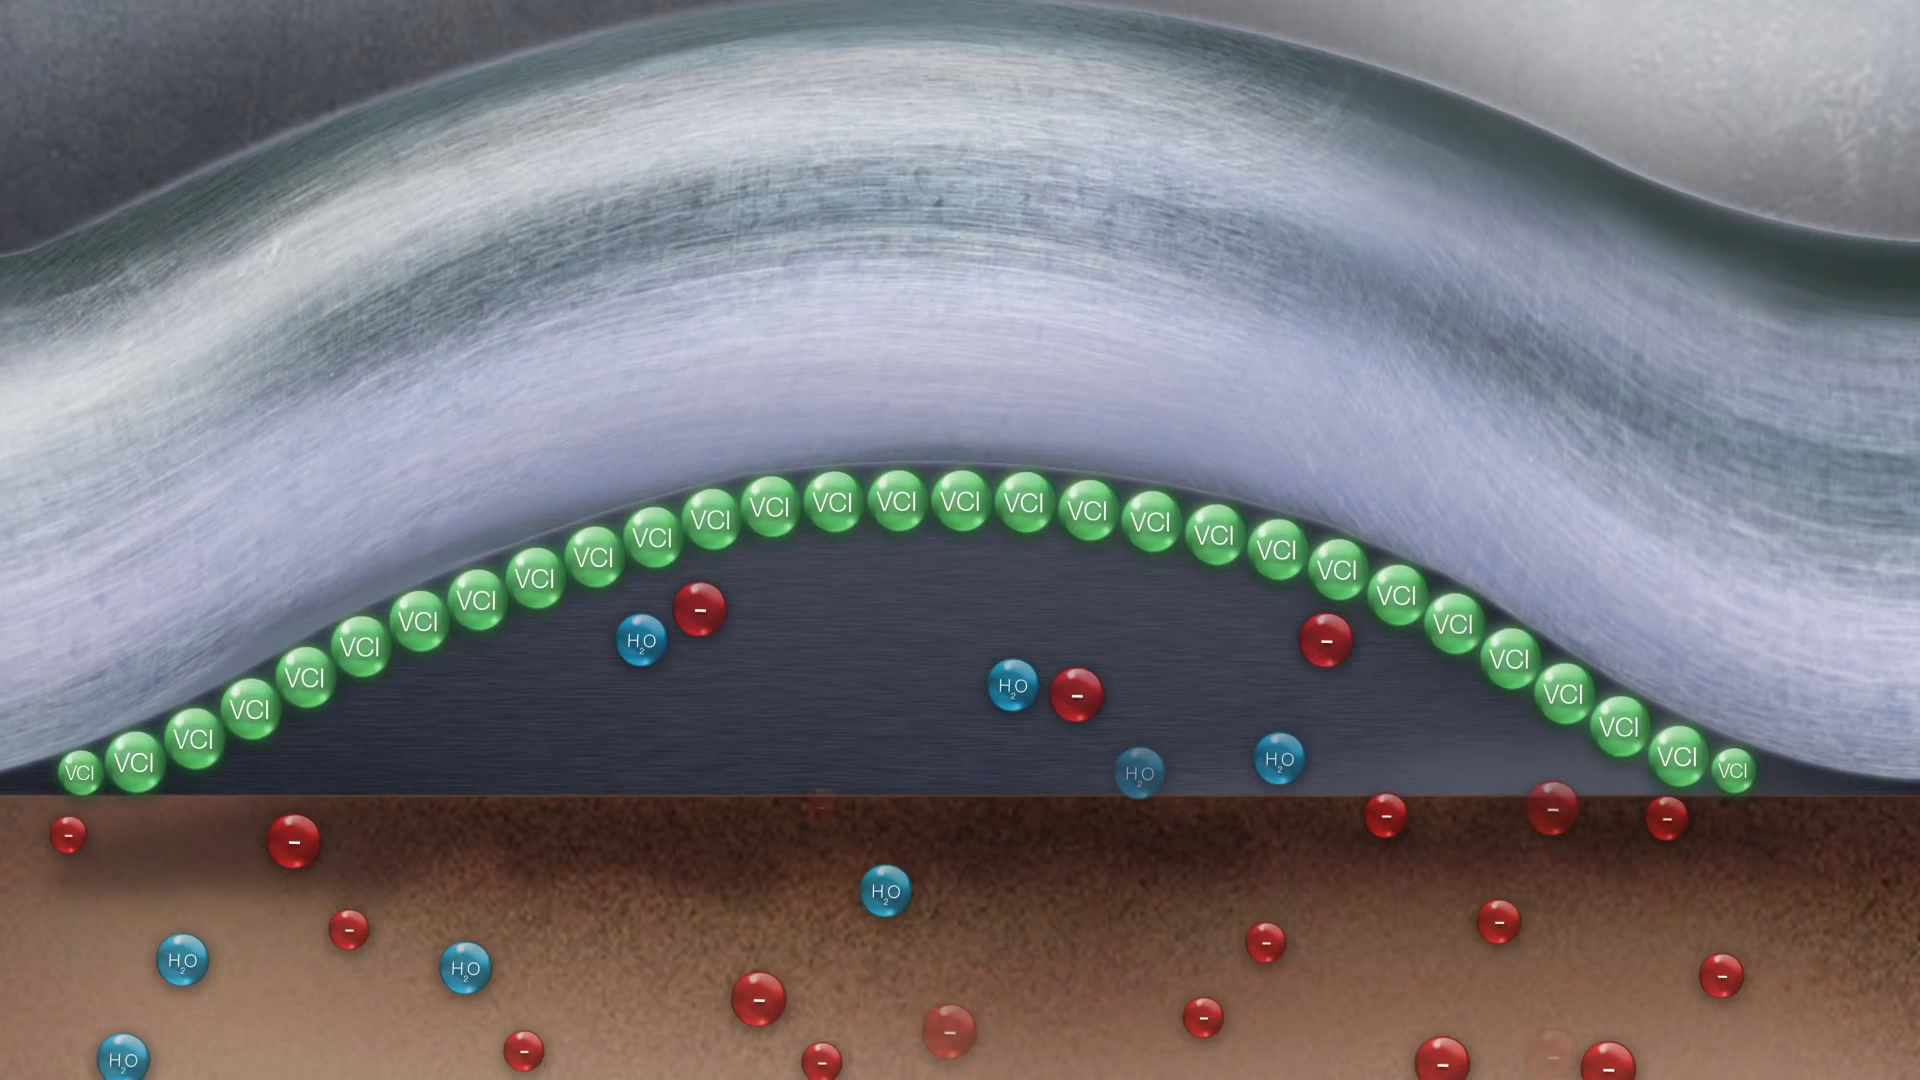 VCI VCI VCI VCI VCI VCI VCI VCI VCI VCI VCI VCI VCI VCI VCI VCI VCI VCI VCI VCI VCI VCI VCI VCI VCI VCI VCI VCI VCI
H₂O -
-
H₂O -
H₂O H₂O
- - - -
- -
H₂O
- - -
H₂O H₂O -
- - -
- -
H₂O - - -